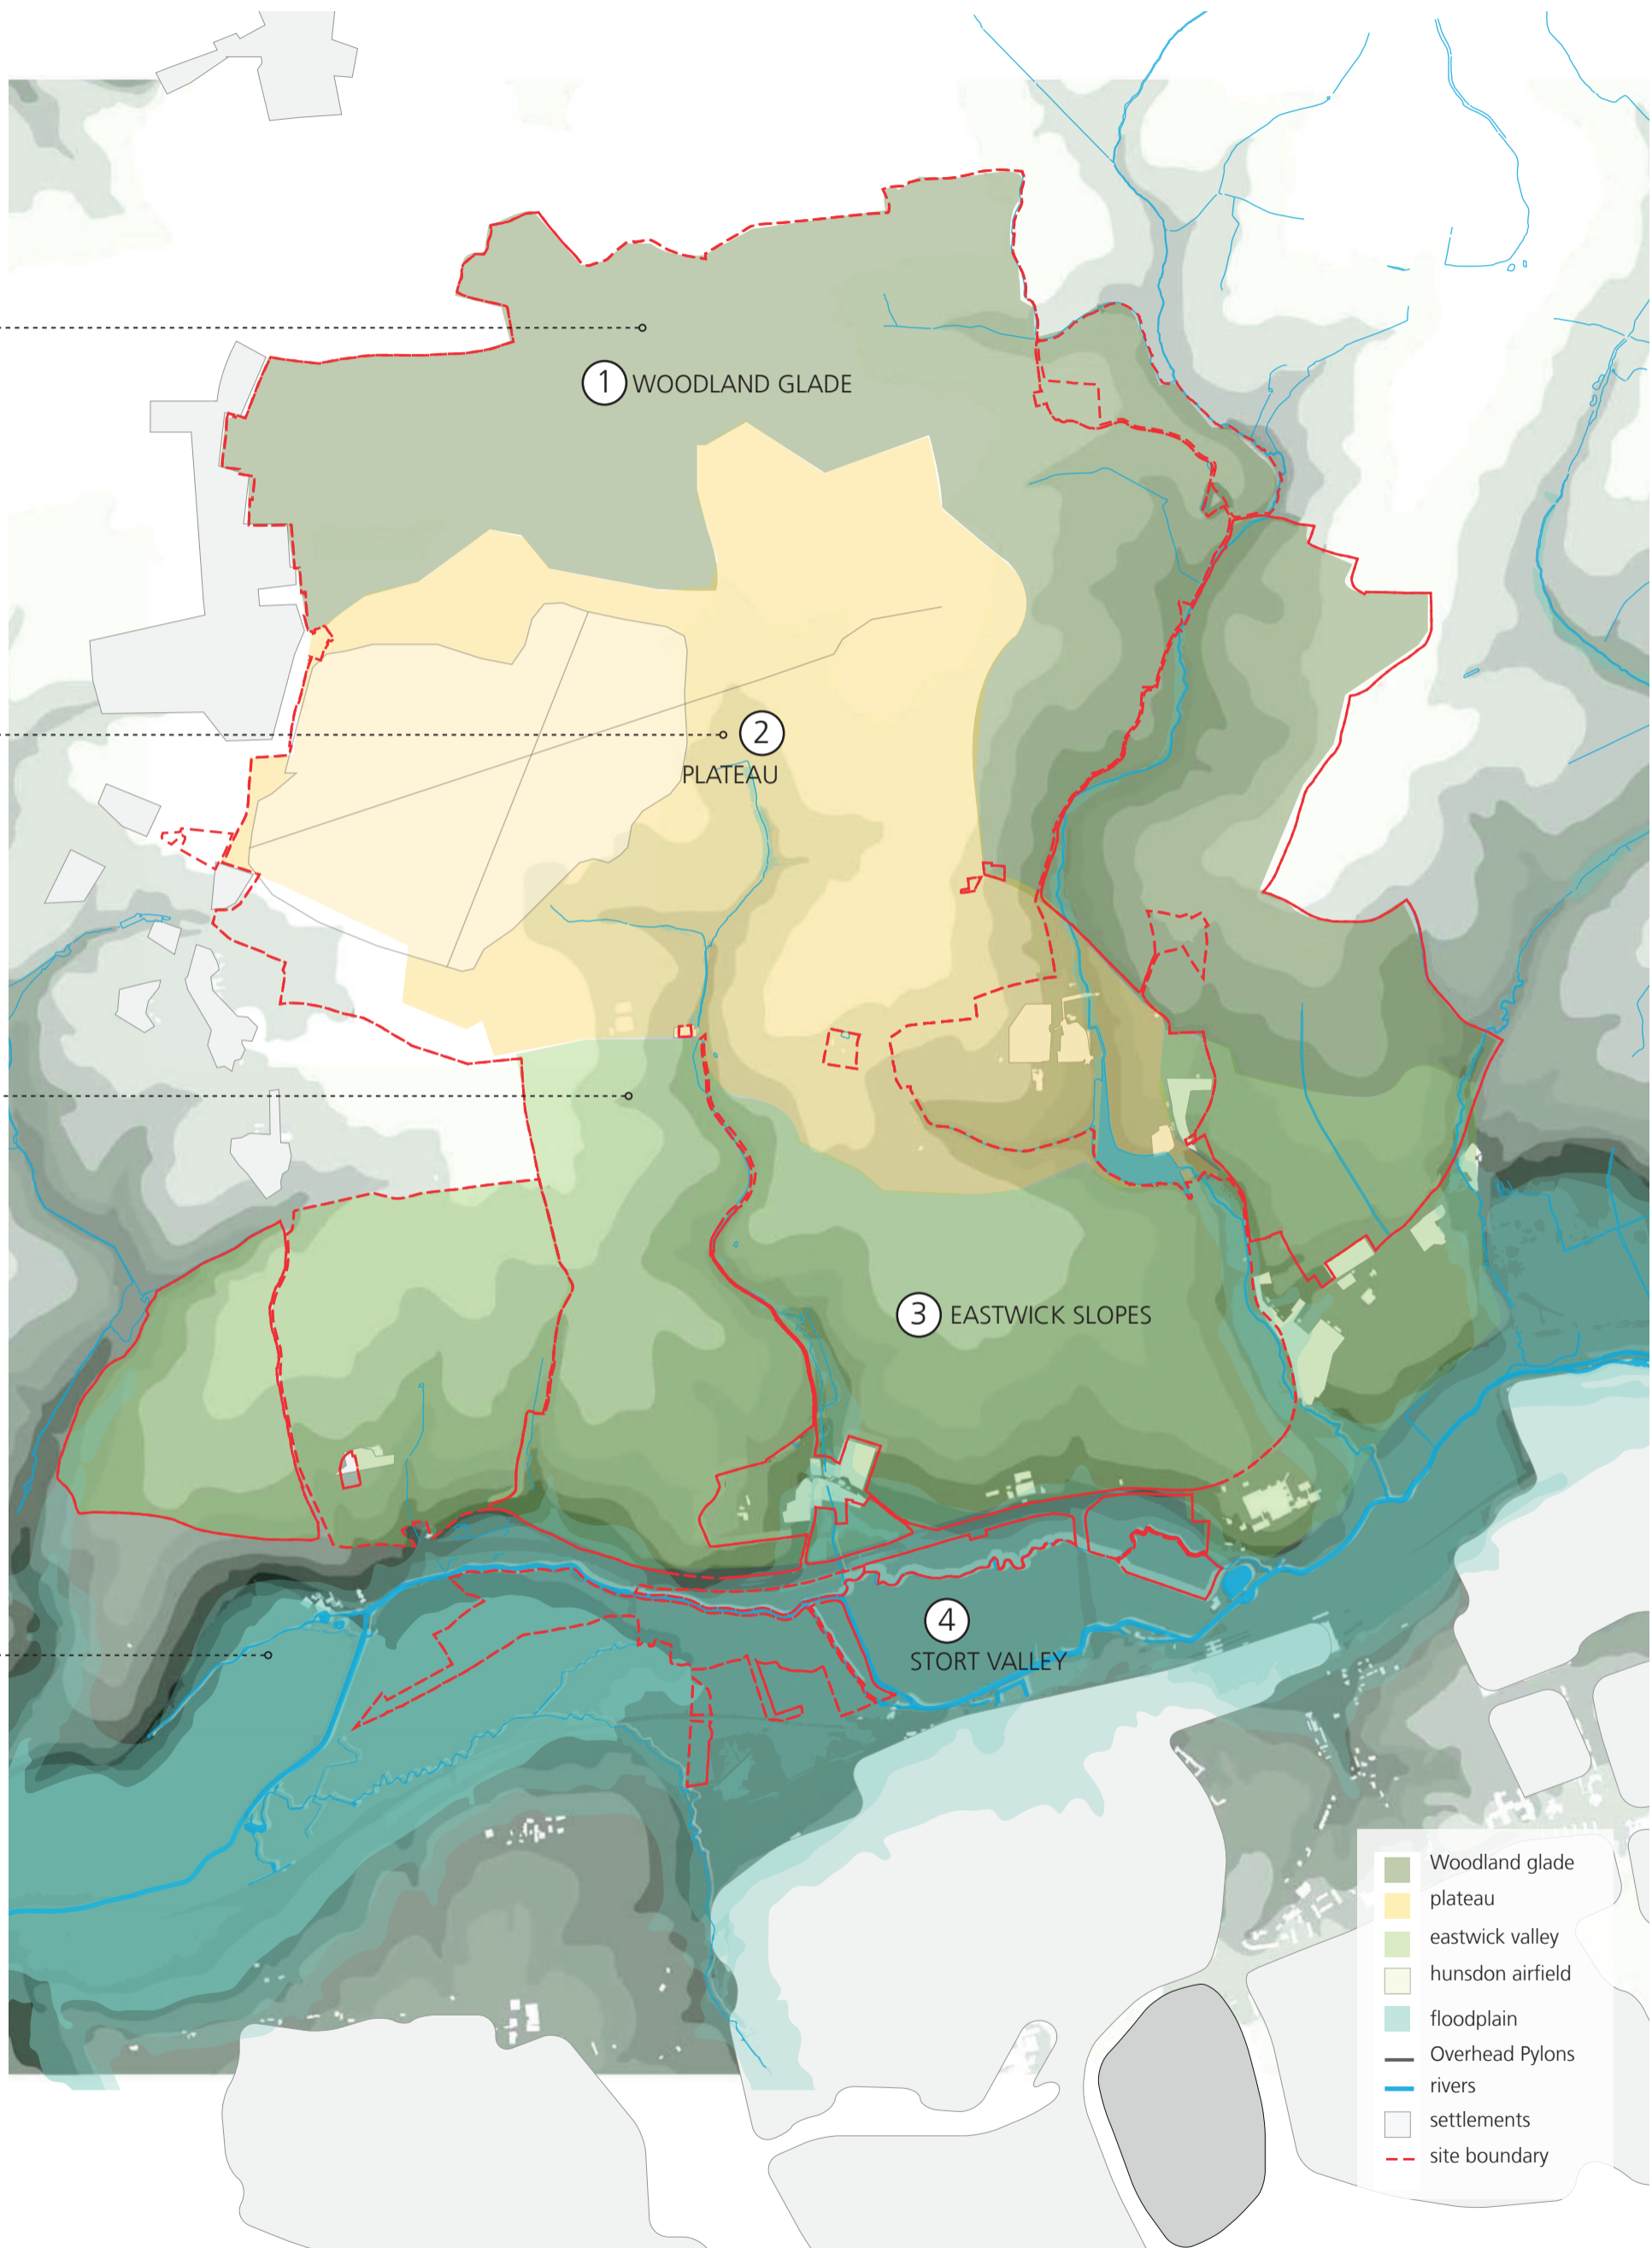 1 WOODLAND GLADE
2
PLATEAU
3 EASTWICK SLOPES
4
STORT VALLEY
Woodland glade
plateau
eastwick valley
hunsdon airfield
floodplain
Overhead Pylons
rivers
settlements
site boundary